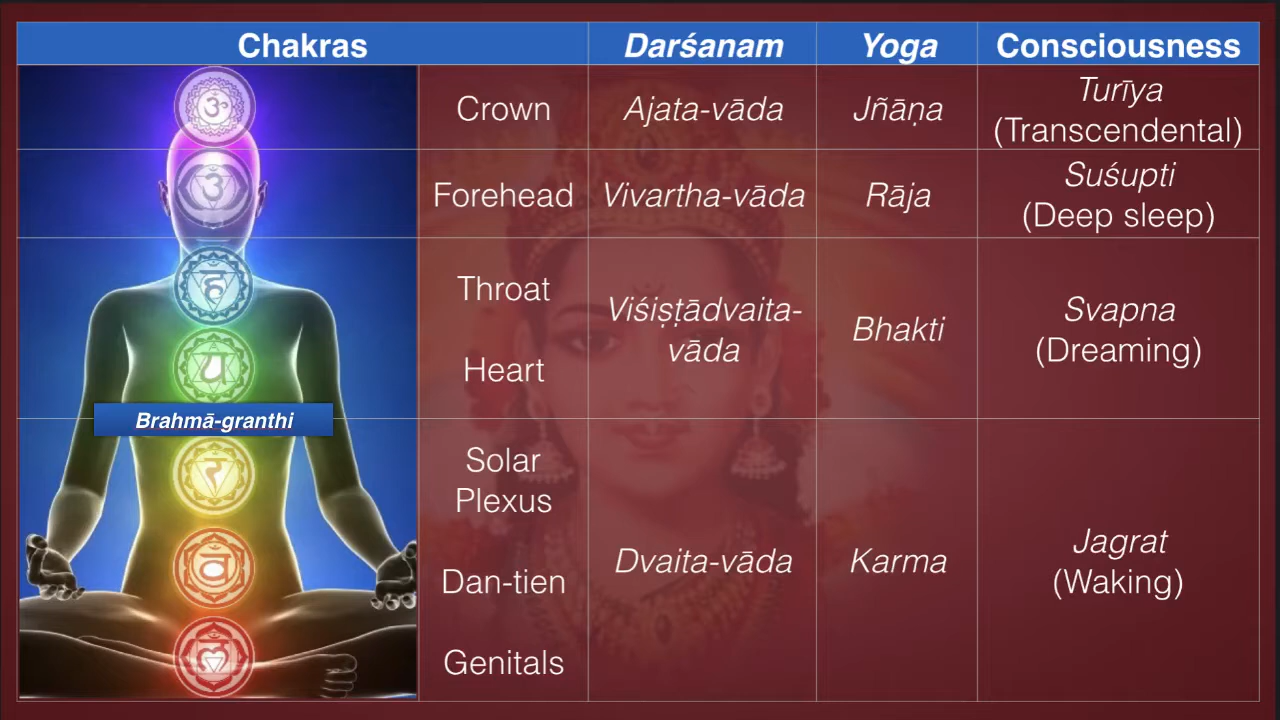 Chakras Darśanam Yoga Consciousness
ॐ
Crown Ajata-vāda Jñāṇa Turīya
(Transcendental)
Forehead Vivartha-vāda Rāja Suśupti
(Deep sleep)
Throat
Heart
Viśiṣṭādvaita-
vāda
Bhakti
Svapna
(Dreaming)
Brahmā-granthi
Solar
Plexus
Dan-tien
Genitals
Dvaita-vāda
Karma
Jagrat
(Waking)